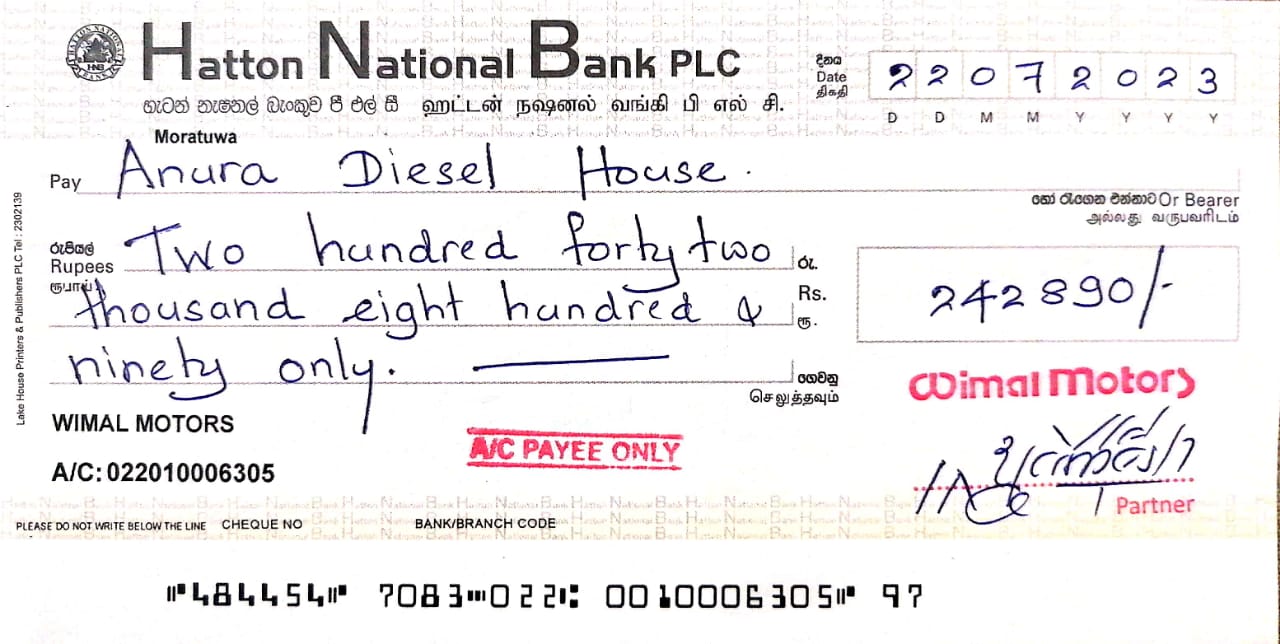 HATTON NATIONAL BANK PLC
හැටන් නැෂනල් බැංකුව පී එල් සී ஹட்டன் நஷனல் வங்கி பி எல் சி.
දිනය
Date
திகதி
22072023
D D M M Y Y Y Y
Moratuwa
Pay Anura Diesel House.
හෝ රැගෙන එන්නාට Or Bearer
அல்லது வருபவரிடம்
රුපියල්
Rupees
ரூபாய்
Two hundred forty two
thousand eight hundred &
ninety only.
රු.
Rs.
ரூ.
242890/-
ගෙවනු
செலுத்தவும்
Wimal Motors
WIMAL MOTORS
A/C PAYEE ONLY
A/C: 022010006305
Partner
PLEASE DO NOT WRITE BELOW THE LINE CHEQUE NO BANK/BRANCH CODE
⑈484454⑈ 7083⑉022⑆ 0010006305⑈ 97
Lake House Printers & Publishers PLC Tel : 2302139